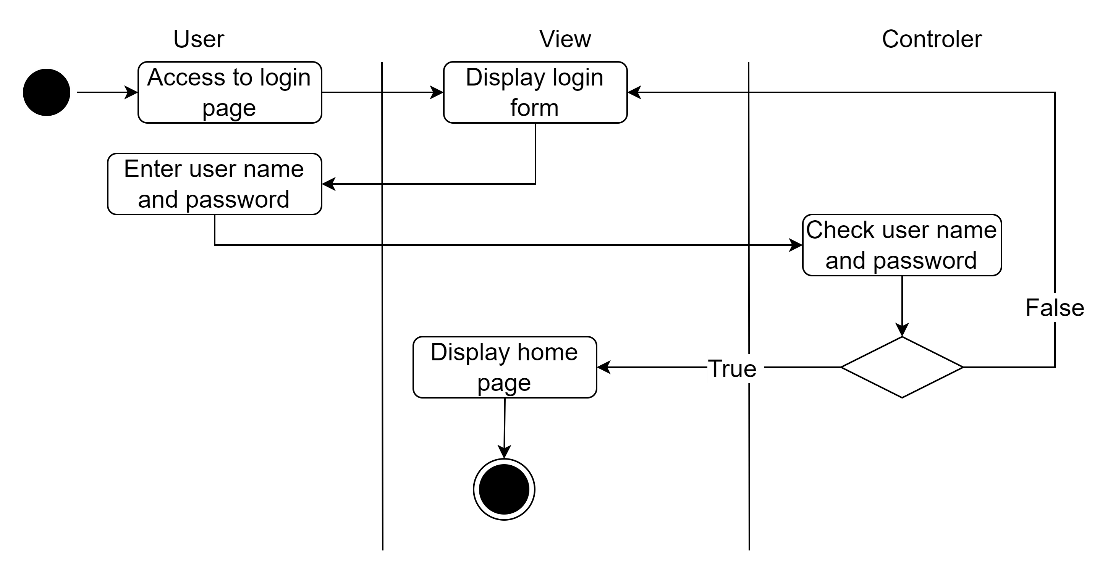 User
View
Controler
Access to login
page
Display login
form
Enter user name
and password
Check user name
and password
False
Display home
page
True